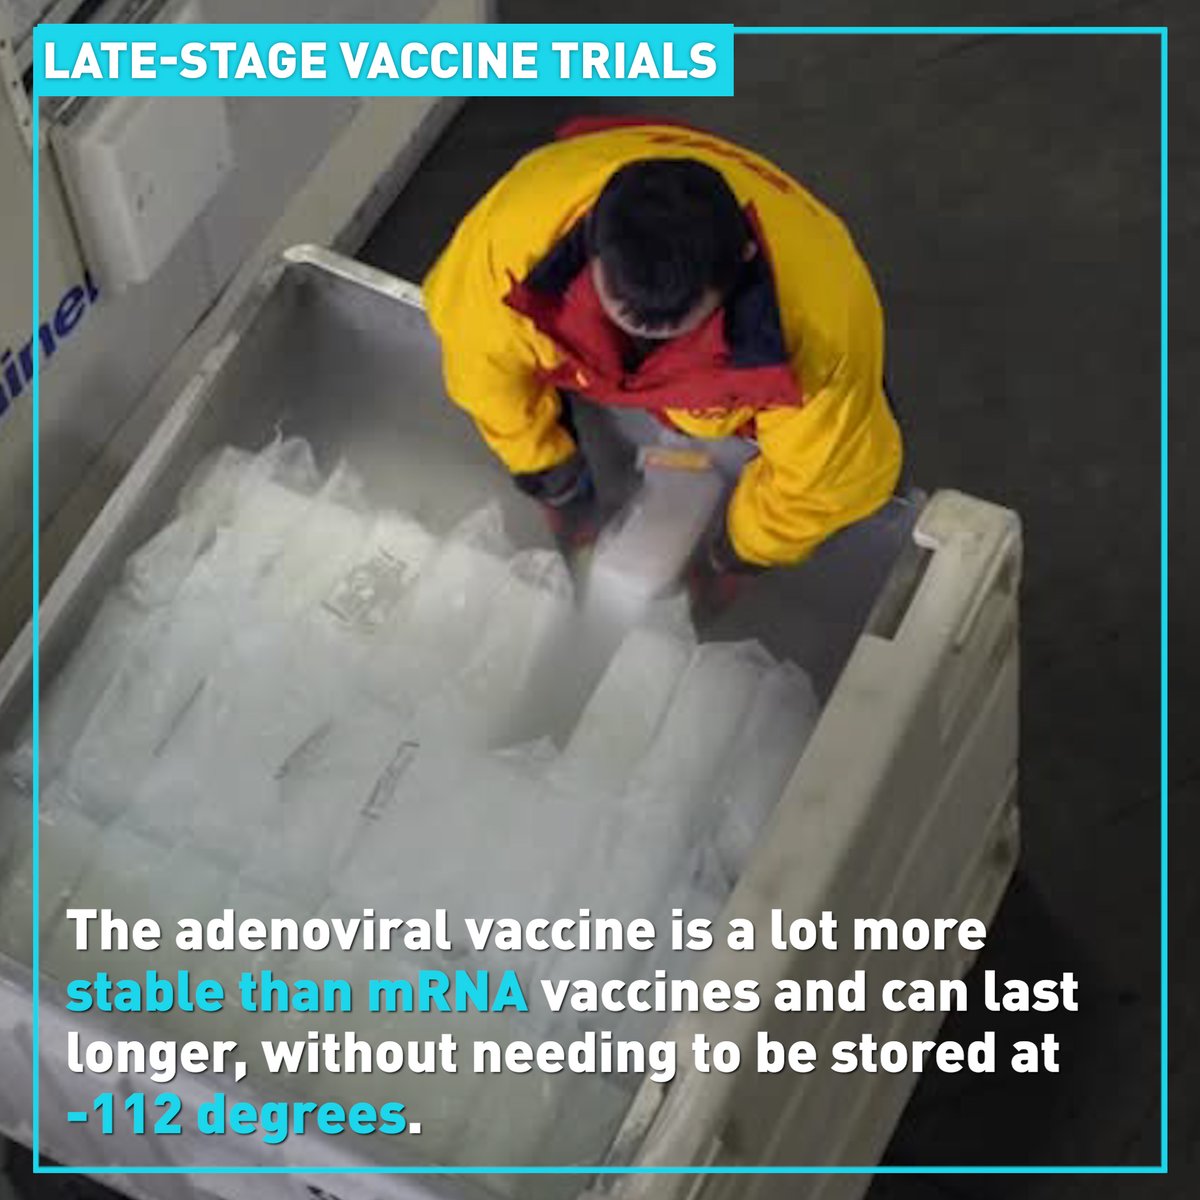 LATE-STAGE VACCINE TRIALS
The adenoviral vaccine is a lot more
stable than mRNA vaccines and can last
longer, without needing to be stored at
-112 degrees.